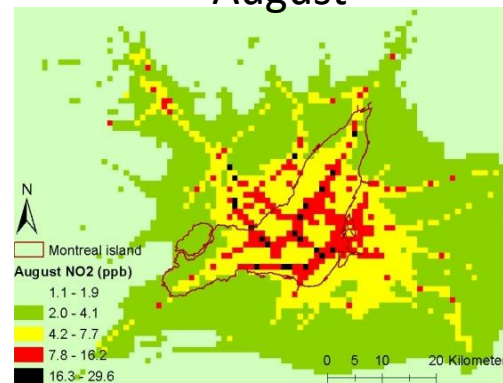 August
N
Montreal island
August NO2 (ppb)
1.1 - 1.9
2.0 - 4.1
4.2 - 7.7
7.8 - 16.2
16.3 - 29.6
0 5 10 20 Kilomete